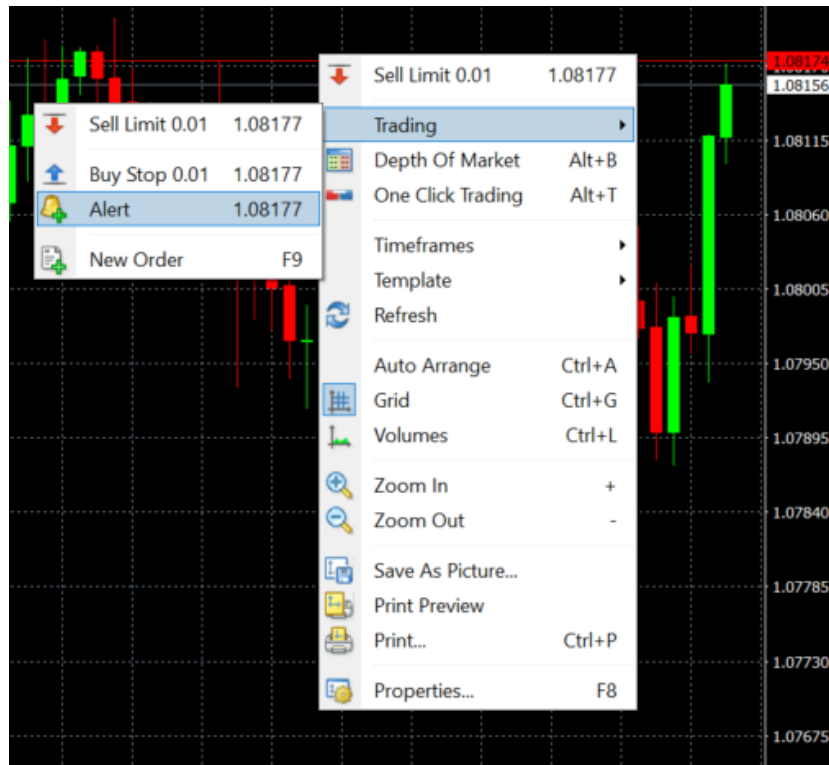 Sell Limit 0.01 1.08177
Trading
Depth Of Market Alt+B
One Click Trading Alt+T
Timeframes
Template
Refresh
Auto Arrange Ctrl+A
Grid Ctrl+G
Volumes Ctrl+L
Zoom In +
Zoom Out -
Save As Picture...
Print Preview
Print... Ctrl+P
Properties... F8
Sell Limit 0.01 1.08177
Buy Stop 0.01 1.08177
Alert 1.08177
New Order F9
1.08174
1.08156
1.08115
1.08060
1.08005
1.07950
1.07895
1.07840
1.07785
1.07730
1.07675